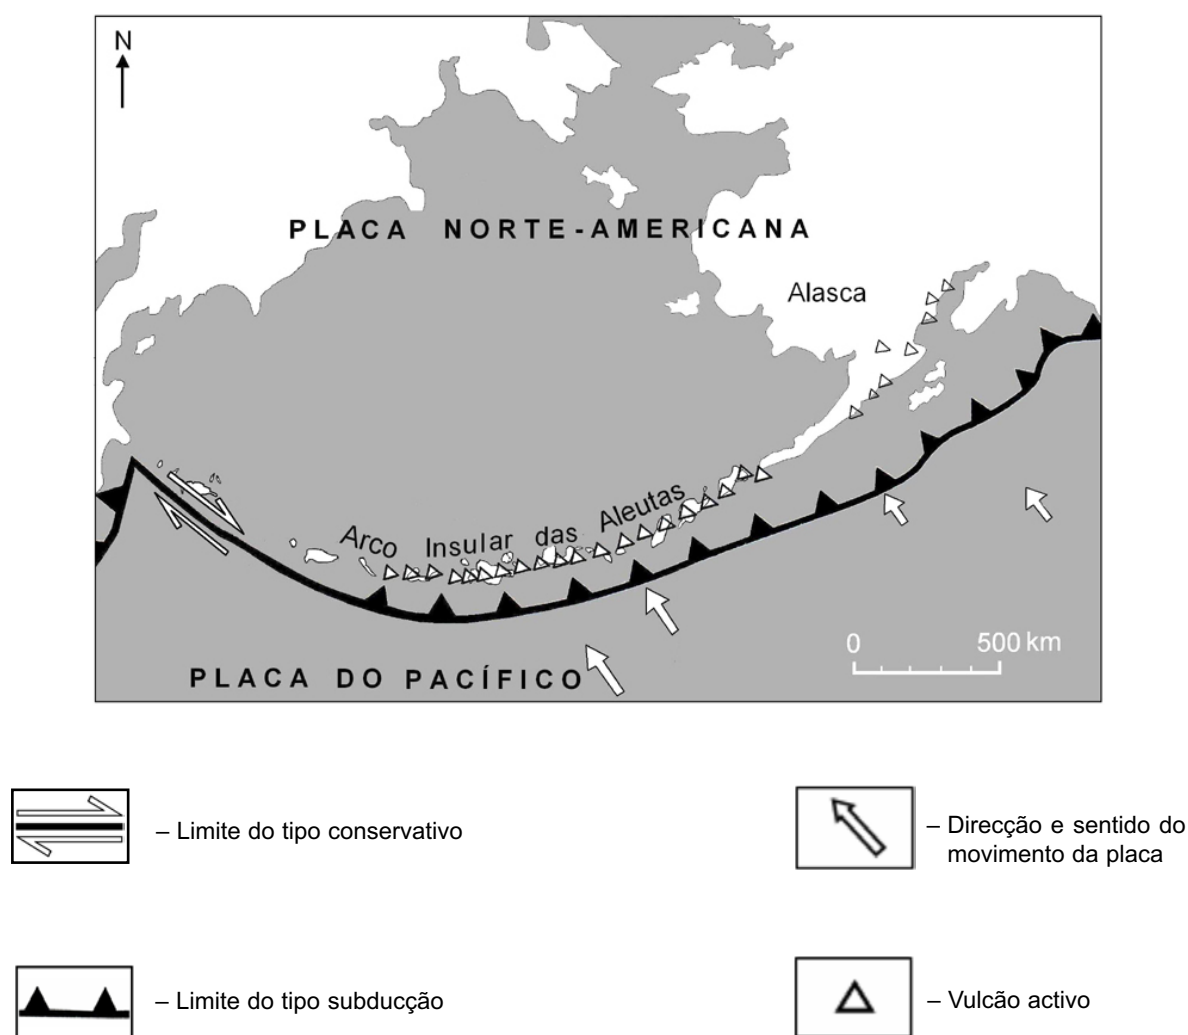 N
PLACA NORTE-AMERICANA
Alasca
Arco Insular das Aleutas
0 500 km
PLACA DO PACÍFICO
– Limite do tipo conservativo
– Direcção e sentido do
movimento da placa
– Limite do tipo subducção
– Vulcão activo